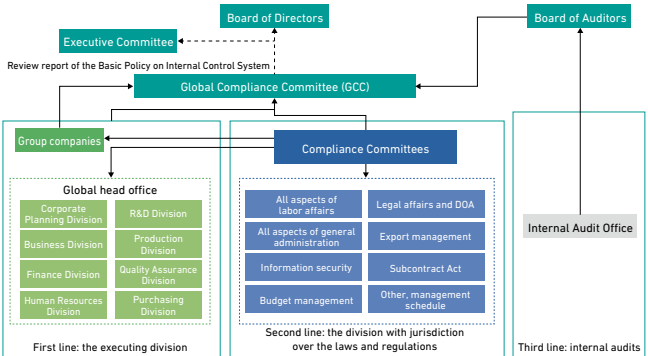 Board of Directors
Board of Auditors
Executive Committee
Review report of the Basic Policy on Internal Control System
Global Compliance Committee (GCC)
Group companies
Compliance Committees
Global head office
Corporate
Planning Division
R&D Division
Business Division
Production
Division
Finance Division
Quality Assurance
Division
Human Resources
Division
Purchasing
Division
First line: the executing division
All aspects of
labor affairs
Legal affairs and DOA
All aspects of general
administration
Export management
Information security
Subcontract Act
Budget management
Other, management
schedule
Second line: the division with jurisdiction
over the laws and regulations
Internal Audit Office
Third line: internal audits